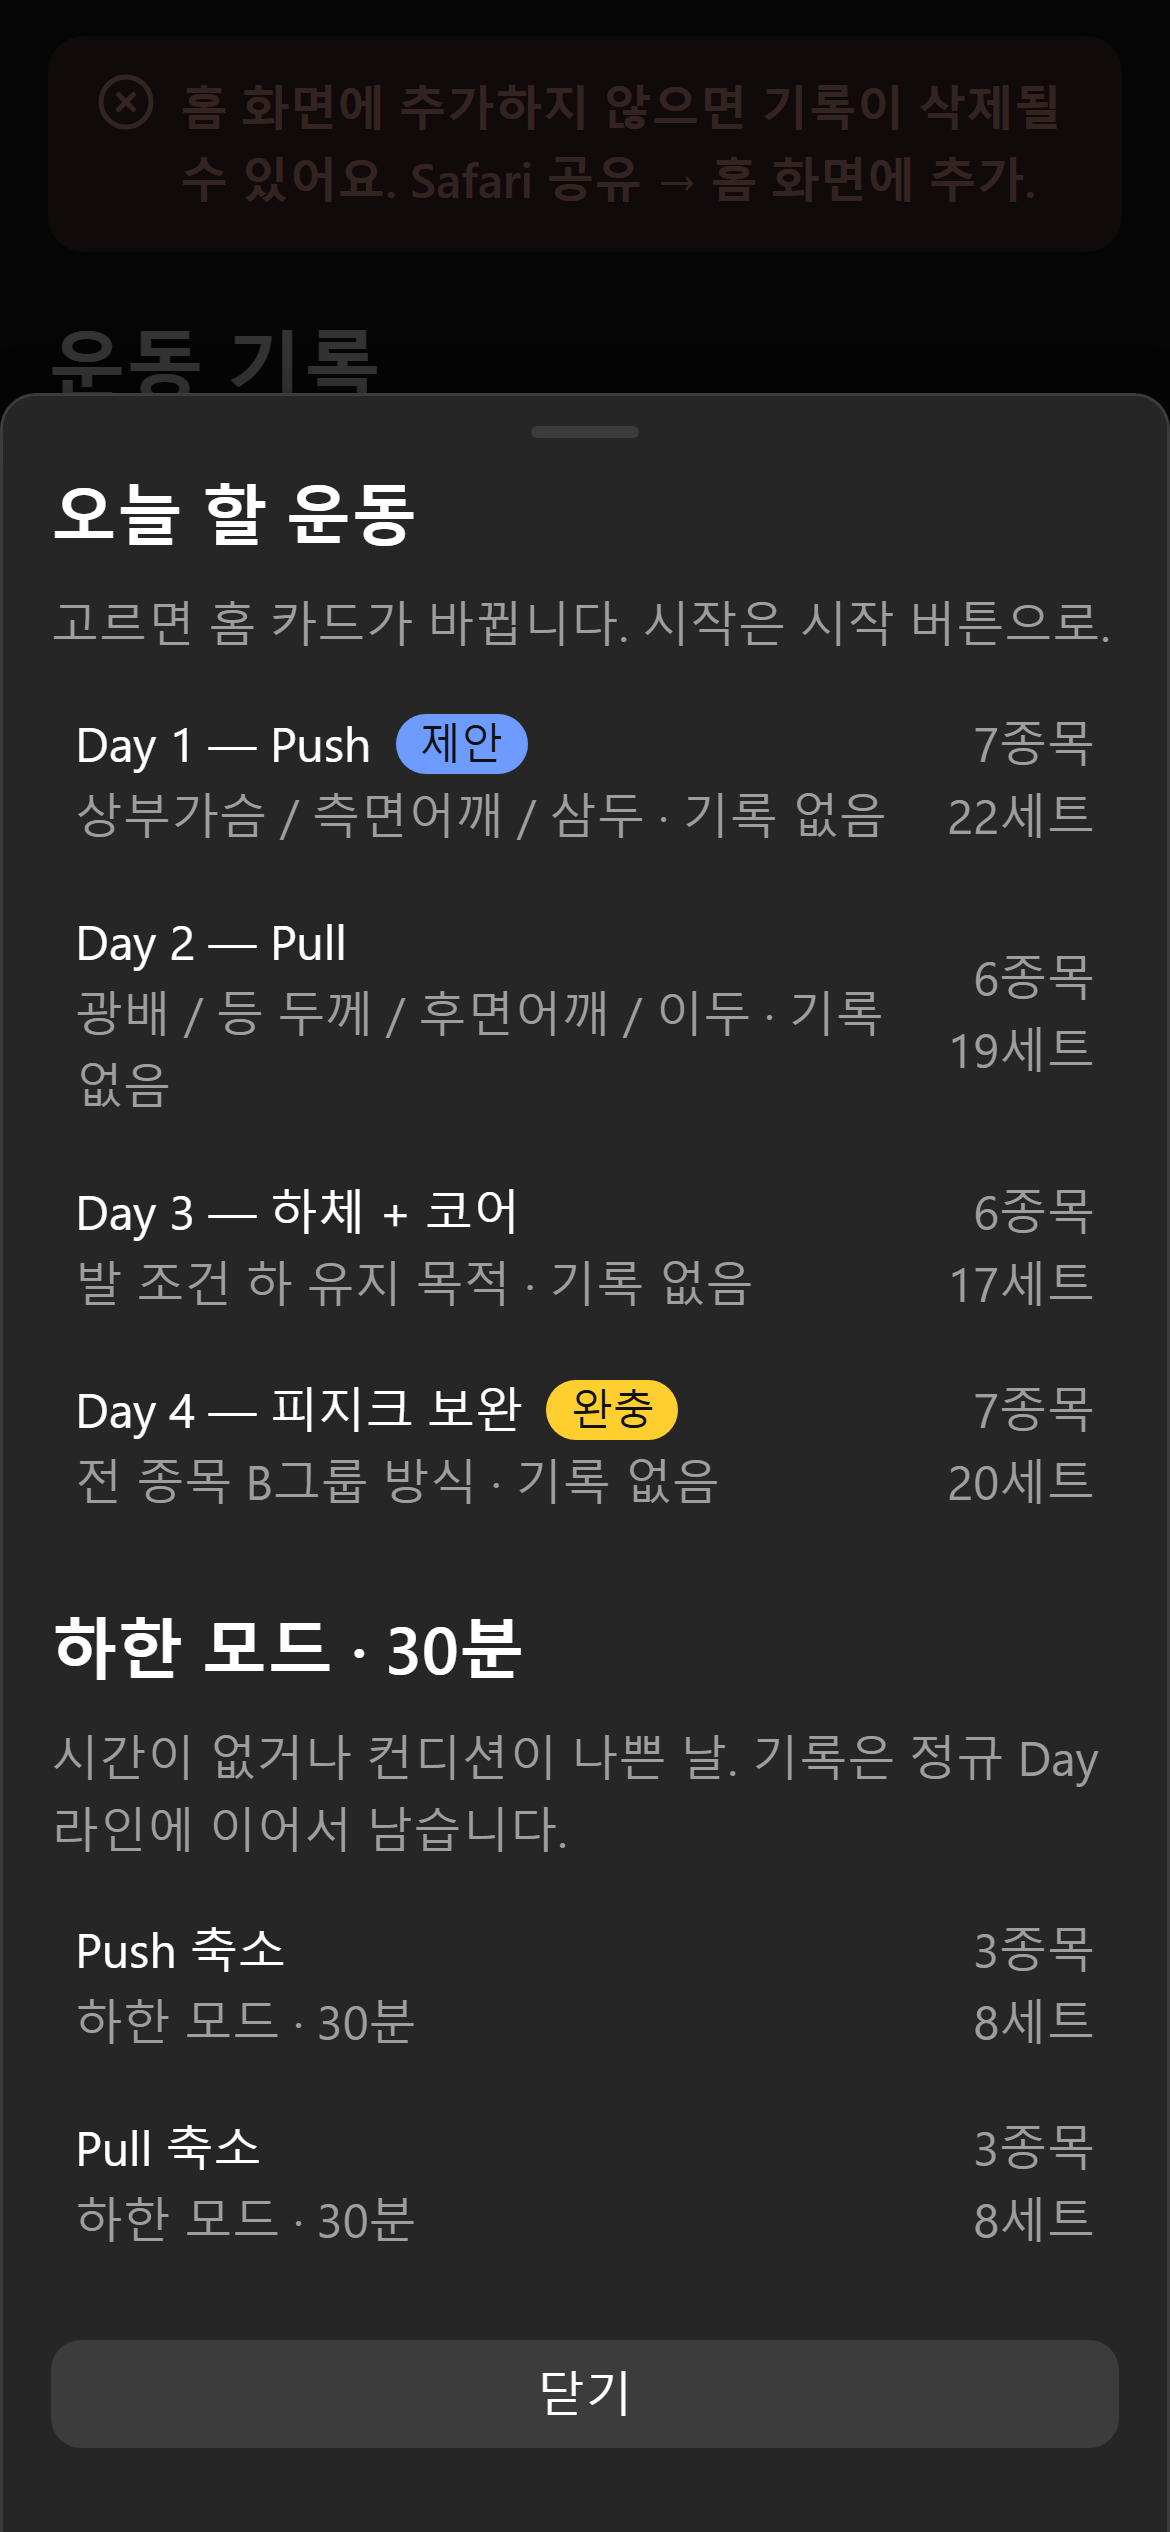 홈 화면에 추가하지 않으면 기록이 삭제될
수 있어요. Safari 공유 → 홈 화면에 추가.
운동 기록
오늘 할 운동
고르면 홈 카드가 바뀝니다. 시작은 시작 버튼으로.
Day 1 — Push 제안 7종목
상부가슴 / 측면어깨 / 삼두 · 기록 없음 22세트
Day 2 — Pull
6종목
광배 / 등 두께 / 후면어깨 / 이두 · 기록
19세트
없음
Day 3 — 하체 + 코어 6종목
발 조건 하 유지 목적 · 기록 없음 17세트
Day 4 — 피지크 보완 완충 7종목
전 종목 B그룹 방식 · 기록 없음 20세트
하한 모드 · 30분
시간이 없거나 컨디션이 나쁜 날. 기록은 정규 Day
라인에 이어서 남습니다.
Push 축소 3종목
하한 모드 · 30분 8세트
Pull 축소 3종목
하한 모드 · 30분 8세트
닫기